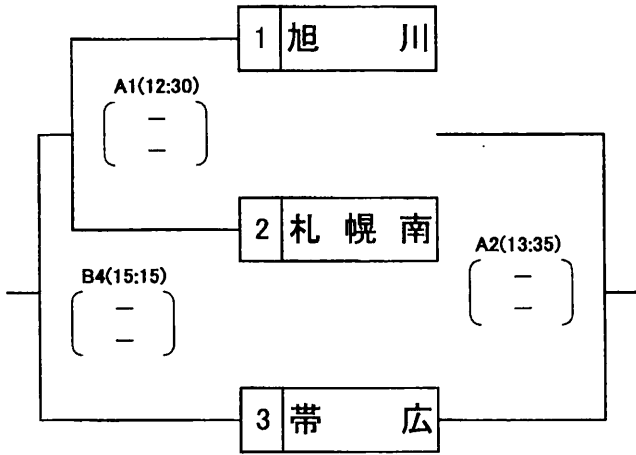 1 旭 川
A1(12:30)
－
－
2 札 幌 南
A2(13:35)
－
－
B4(15:15)
－
－
3 帯 広